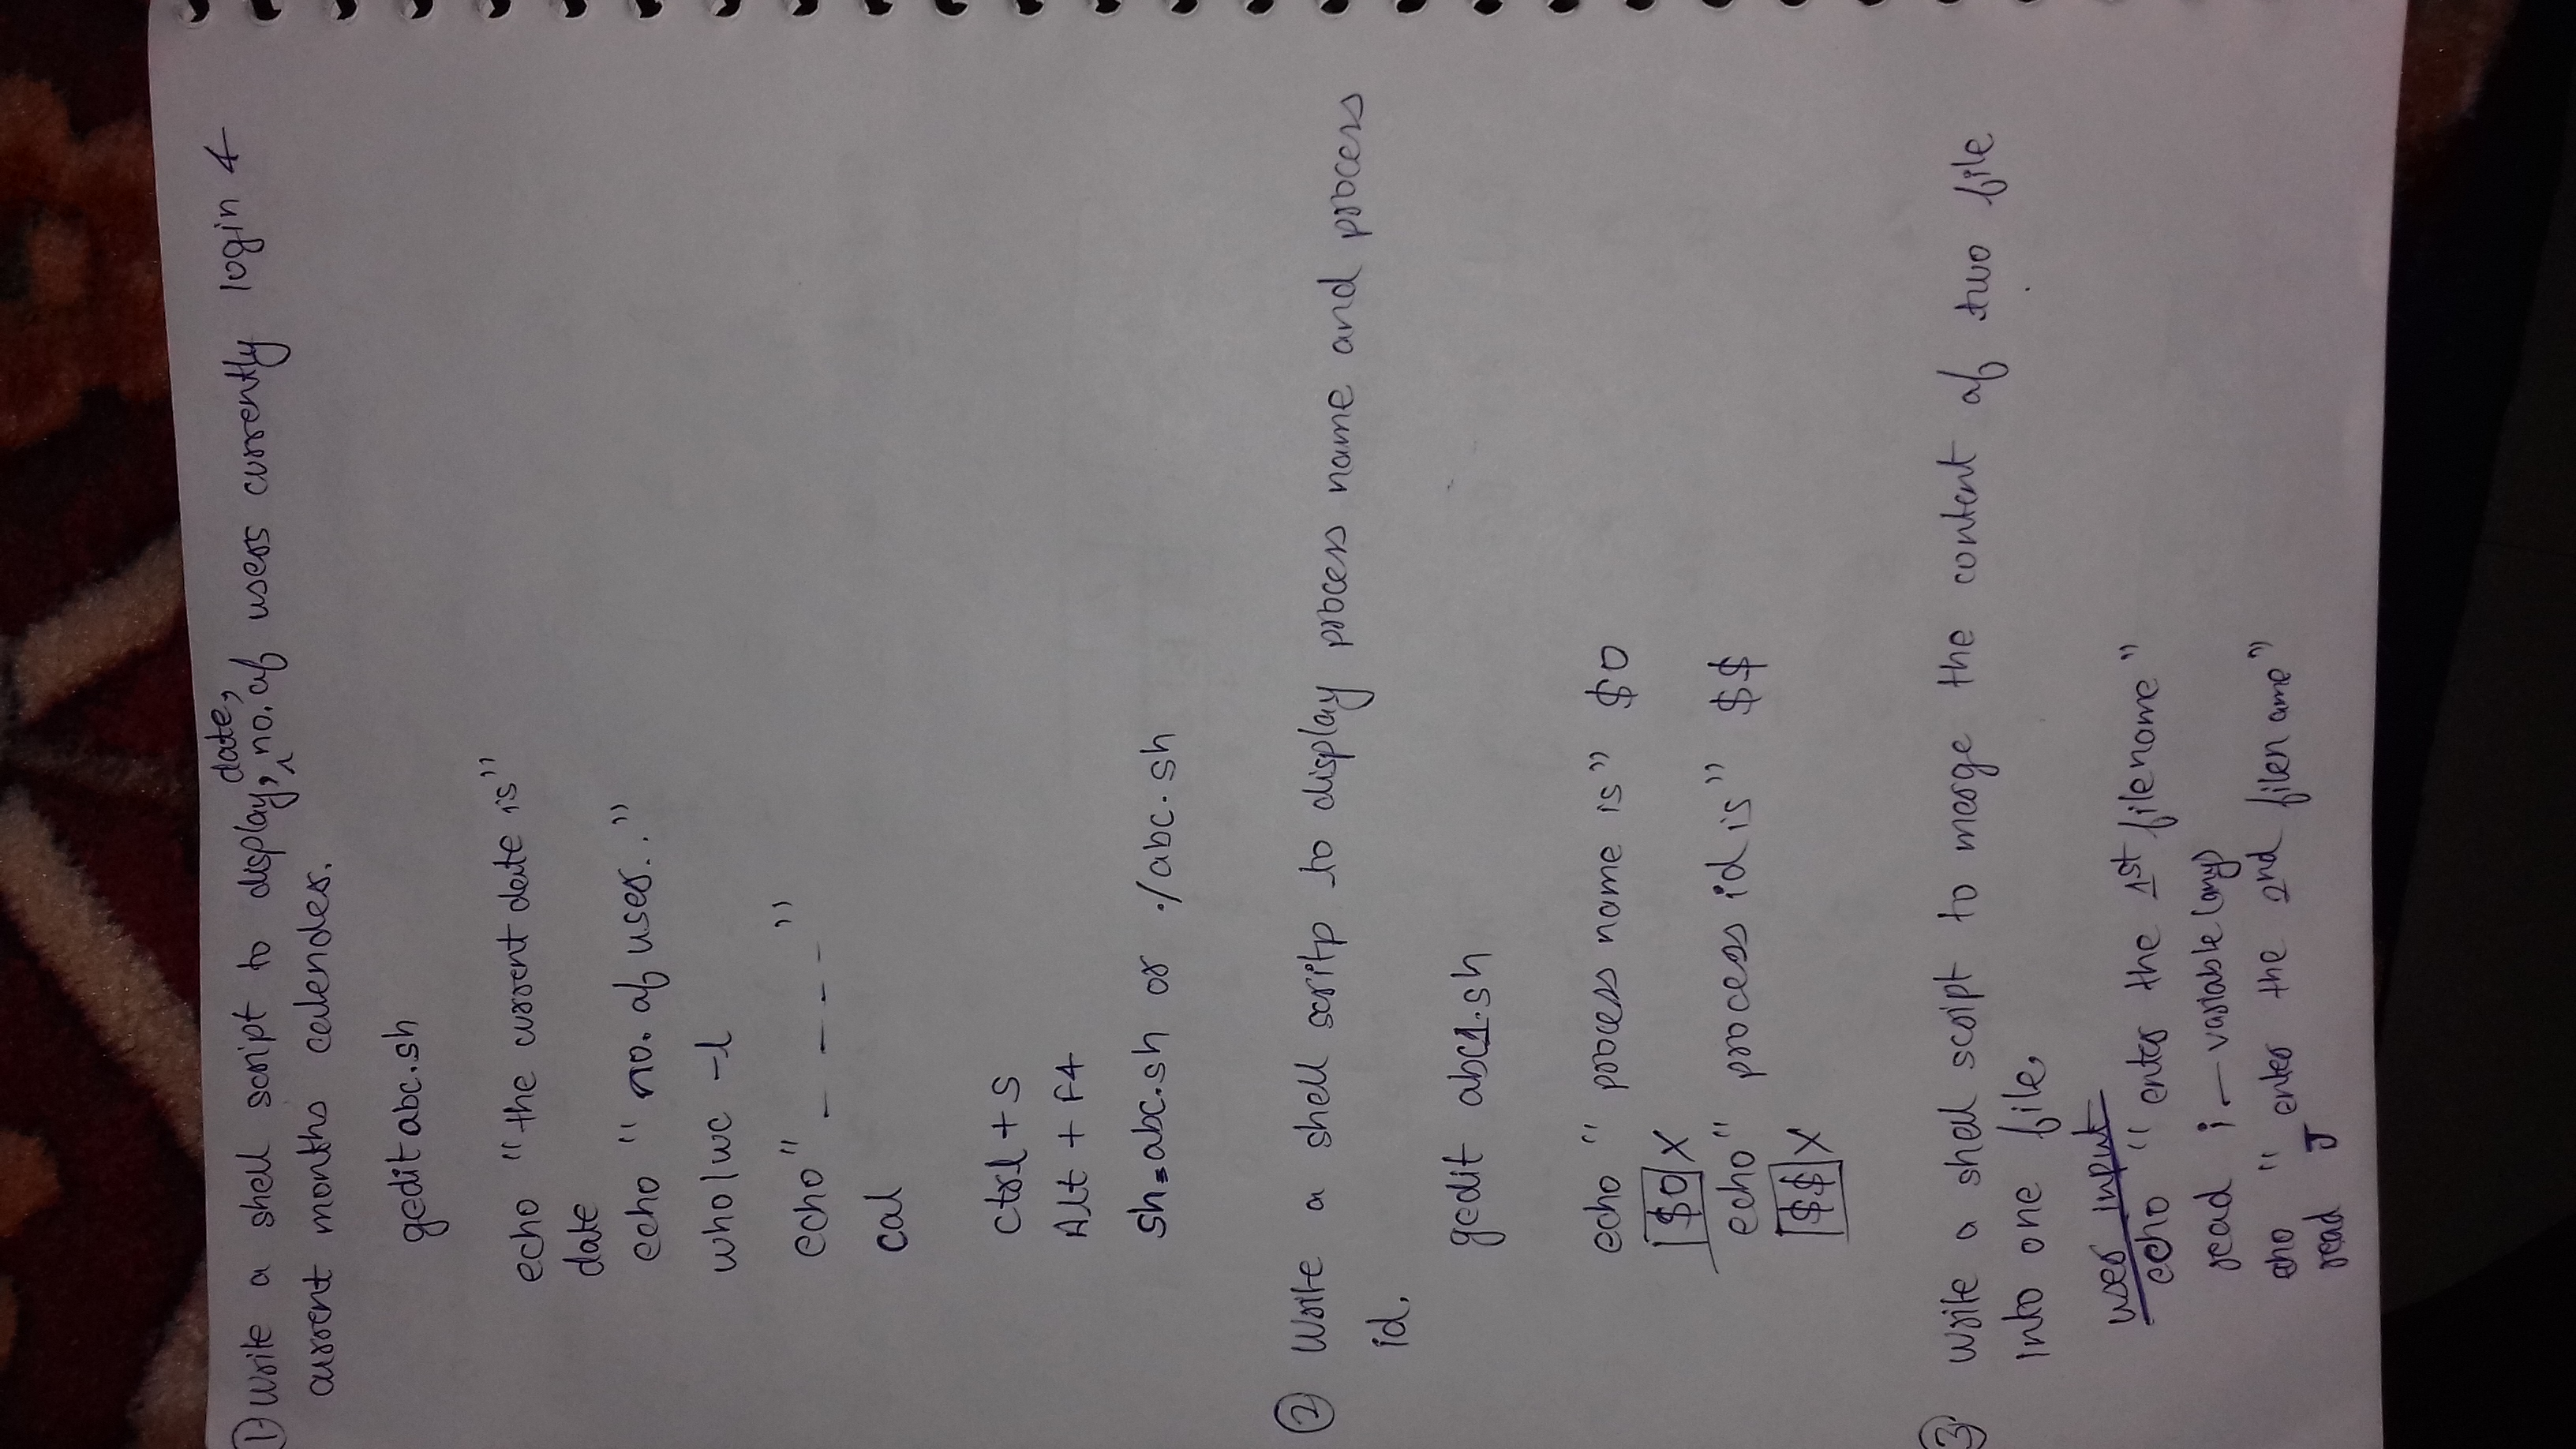 1) Write a shell script to display, date, no. of users currently login &
current months calender.
gedit abc.sh
echo "the current date is"
date
echo "no. of user.."
who|wc -l
echo "_ _ _ _"
cal
ctrl + s
Alt + F4
sh abc.sh or ./abc.sh
2 Write a shell scritp to display process name and process
id.
gedit abc1.sh
echo "process name is" $0
$0 X
echo "process id is" $$
$$ X
3 Write a shell script to merge the content of two file
into one file.
user input
echo "enter the 1st filename"
read i – variable (any)
eho "enter the 2nd filename"
read J